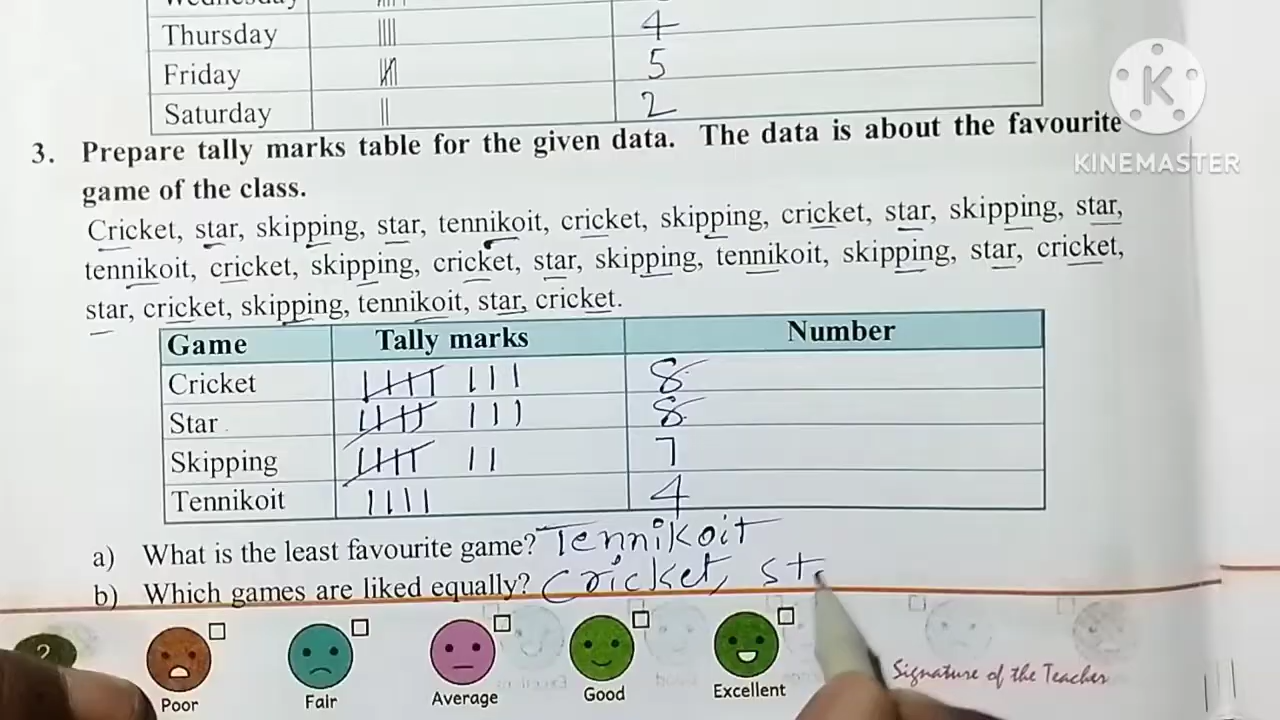 Wednesday
Thursday |||| 4
Friday 5
Saturday || 2
KINEMASTER
3. Prepare tally marks table for the given data. The data is about the favourite
game of the class.
Cricket, star, skipping, star, tennikoit, cricket, skipping, cricket, star, skipping, star,
tennikoit, cricket, skipping, cricket, star, skipping, tennikoit, skipping, star, cricket,
star, cricket, skipping, tennikoit, star, cricket.
Game Tally marks Number
Cricket 8
Star 8
Skipping 7
Tennikoit |||| 4
a) What is the least favourite game? Tennikoit
b) Which games are liked equally? Cricket, st
2
Poor Fair Average Good Excellent
Signature of the Teacher